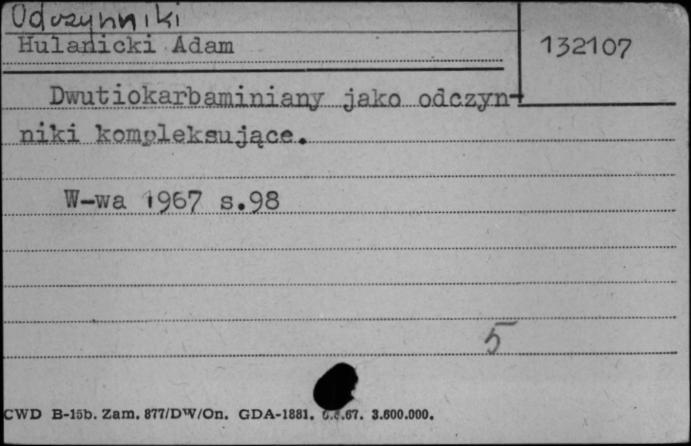 Odczynniki
Hulanicki Adam
132107
Dwutiokarbaminiany jako odczyn-
niki kompleksujące.
W-wa 1967 s.98
5
CWD B-15b. Zam. 877/DW/On. GDA-1881. 3.600.000.